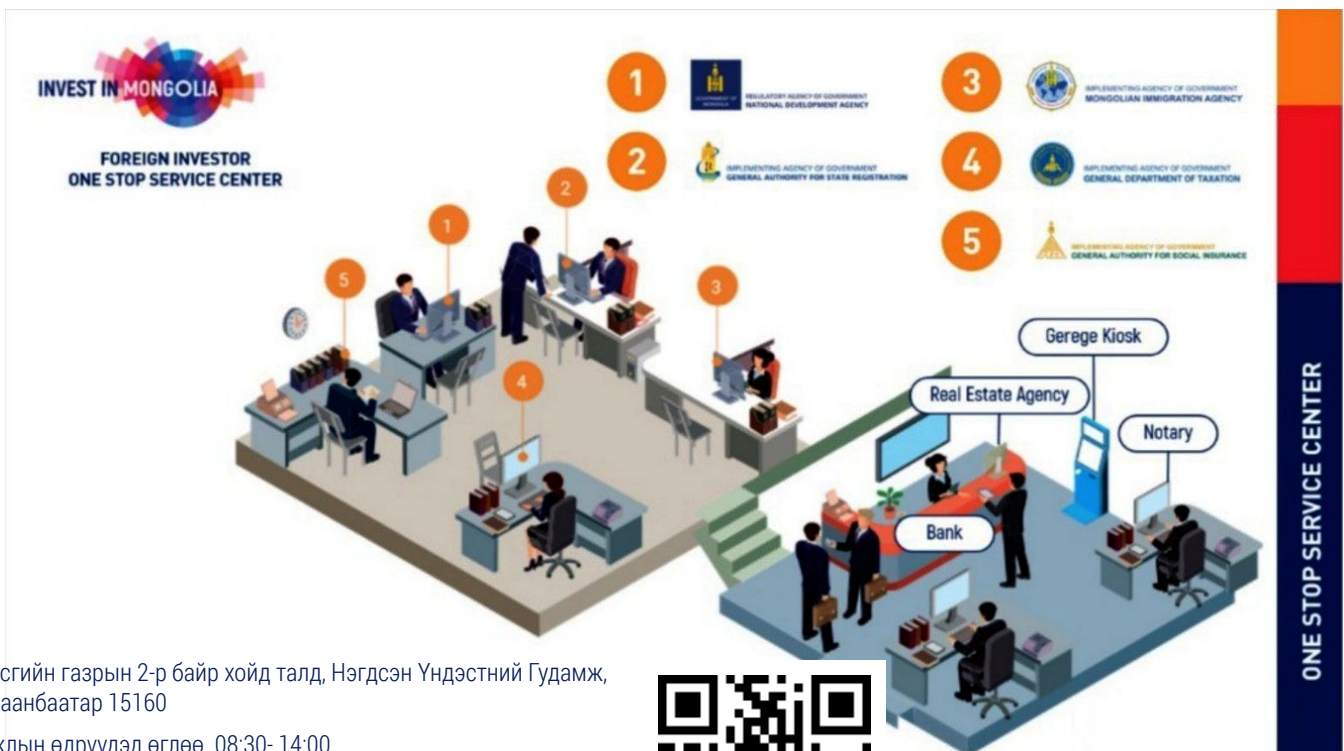 INVEST IN MONGOLIA
FOREIGN INVESTOR
ONE STOP SERVICE CENTER
1
GOVERNMENT OF
MONGOLIA
REGULATORY AGENCY OF GOVERNMENT
NATIONAL DEVELOPMENT AGENCY
2
IMPLEMENTING AGENCY OF GOVERNMENT
GENERAL AUTHORITY FOR STATE REGISTRATION
3
IMPLEMENTING AGENCY OF GOVERNMENT
MONGOLIAN IMMIGRATION AGENCY
4
IMPLEMENTING AGENCY OF GOVERNMENT
GENERAL DEPARTMENT OF TAXATION
5
IMPLEMENTING AGENCY OF GOVERNMENT
GENERAL AUTHORITY FOR SOCIAL INSURANCE
2
1
5
3
4
Gerege Kiosk
Real Estate Agency
Notary
Bank
ONE STOP SERVICE CENTER
сгийн газрын 2-р байр хойд талд, Нэгдсэн Үндэстний Гудамж,
аанбаатар 15160
өдрүүдэд өглөө 08:30- 14:00